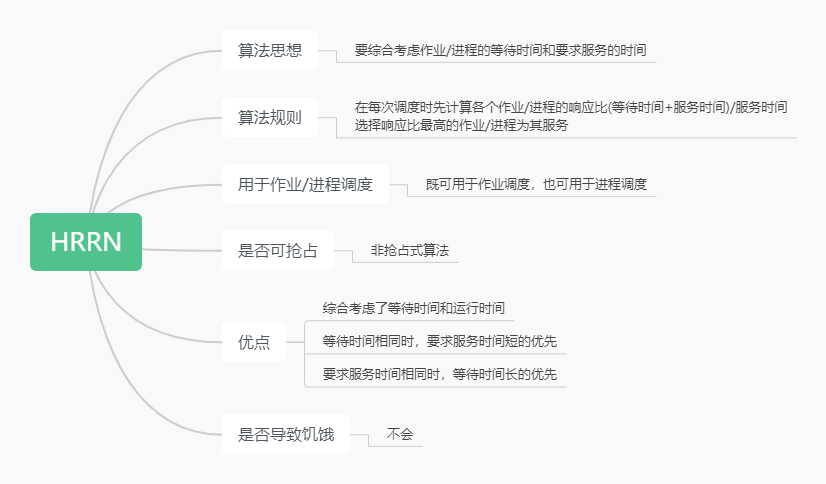 HRRN
算法思想
要综合考虑作业/进程的等待时间和要求服务的时间
算法规则
在每次调度时先计算各个作业/进程的响应比(等待时间+服务时间)/服务时间
选择响应比最高的作业/进程为其服务
用于作业/进程调度
既可用于作业调度，也可用于进程调度
是否可抢占
非抢占式算法
优点
综合考虑了等待时间和运行时间
等待时间相同时，要求服务时间短的优先
要求服务时间相同时，等待时间长的优先
是否导致饥饿
不会